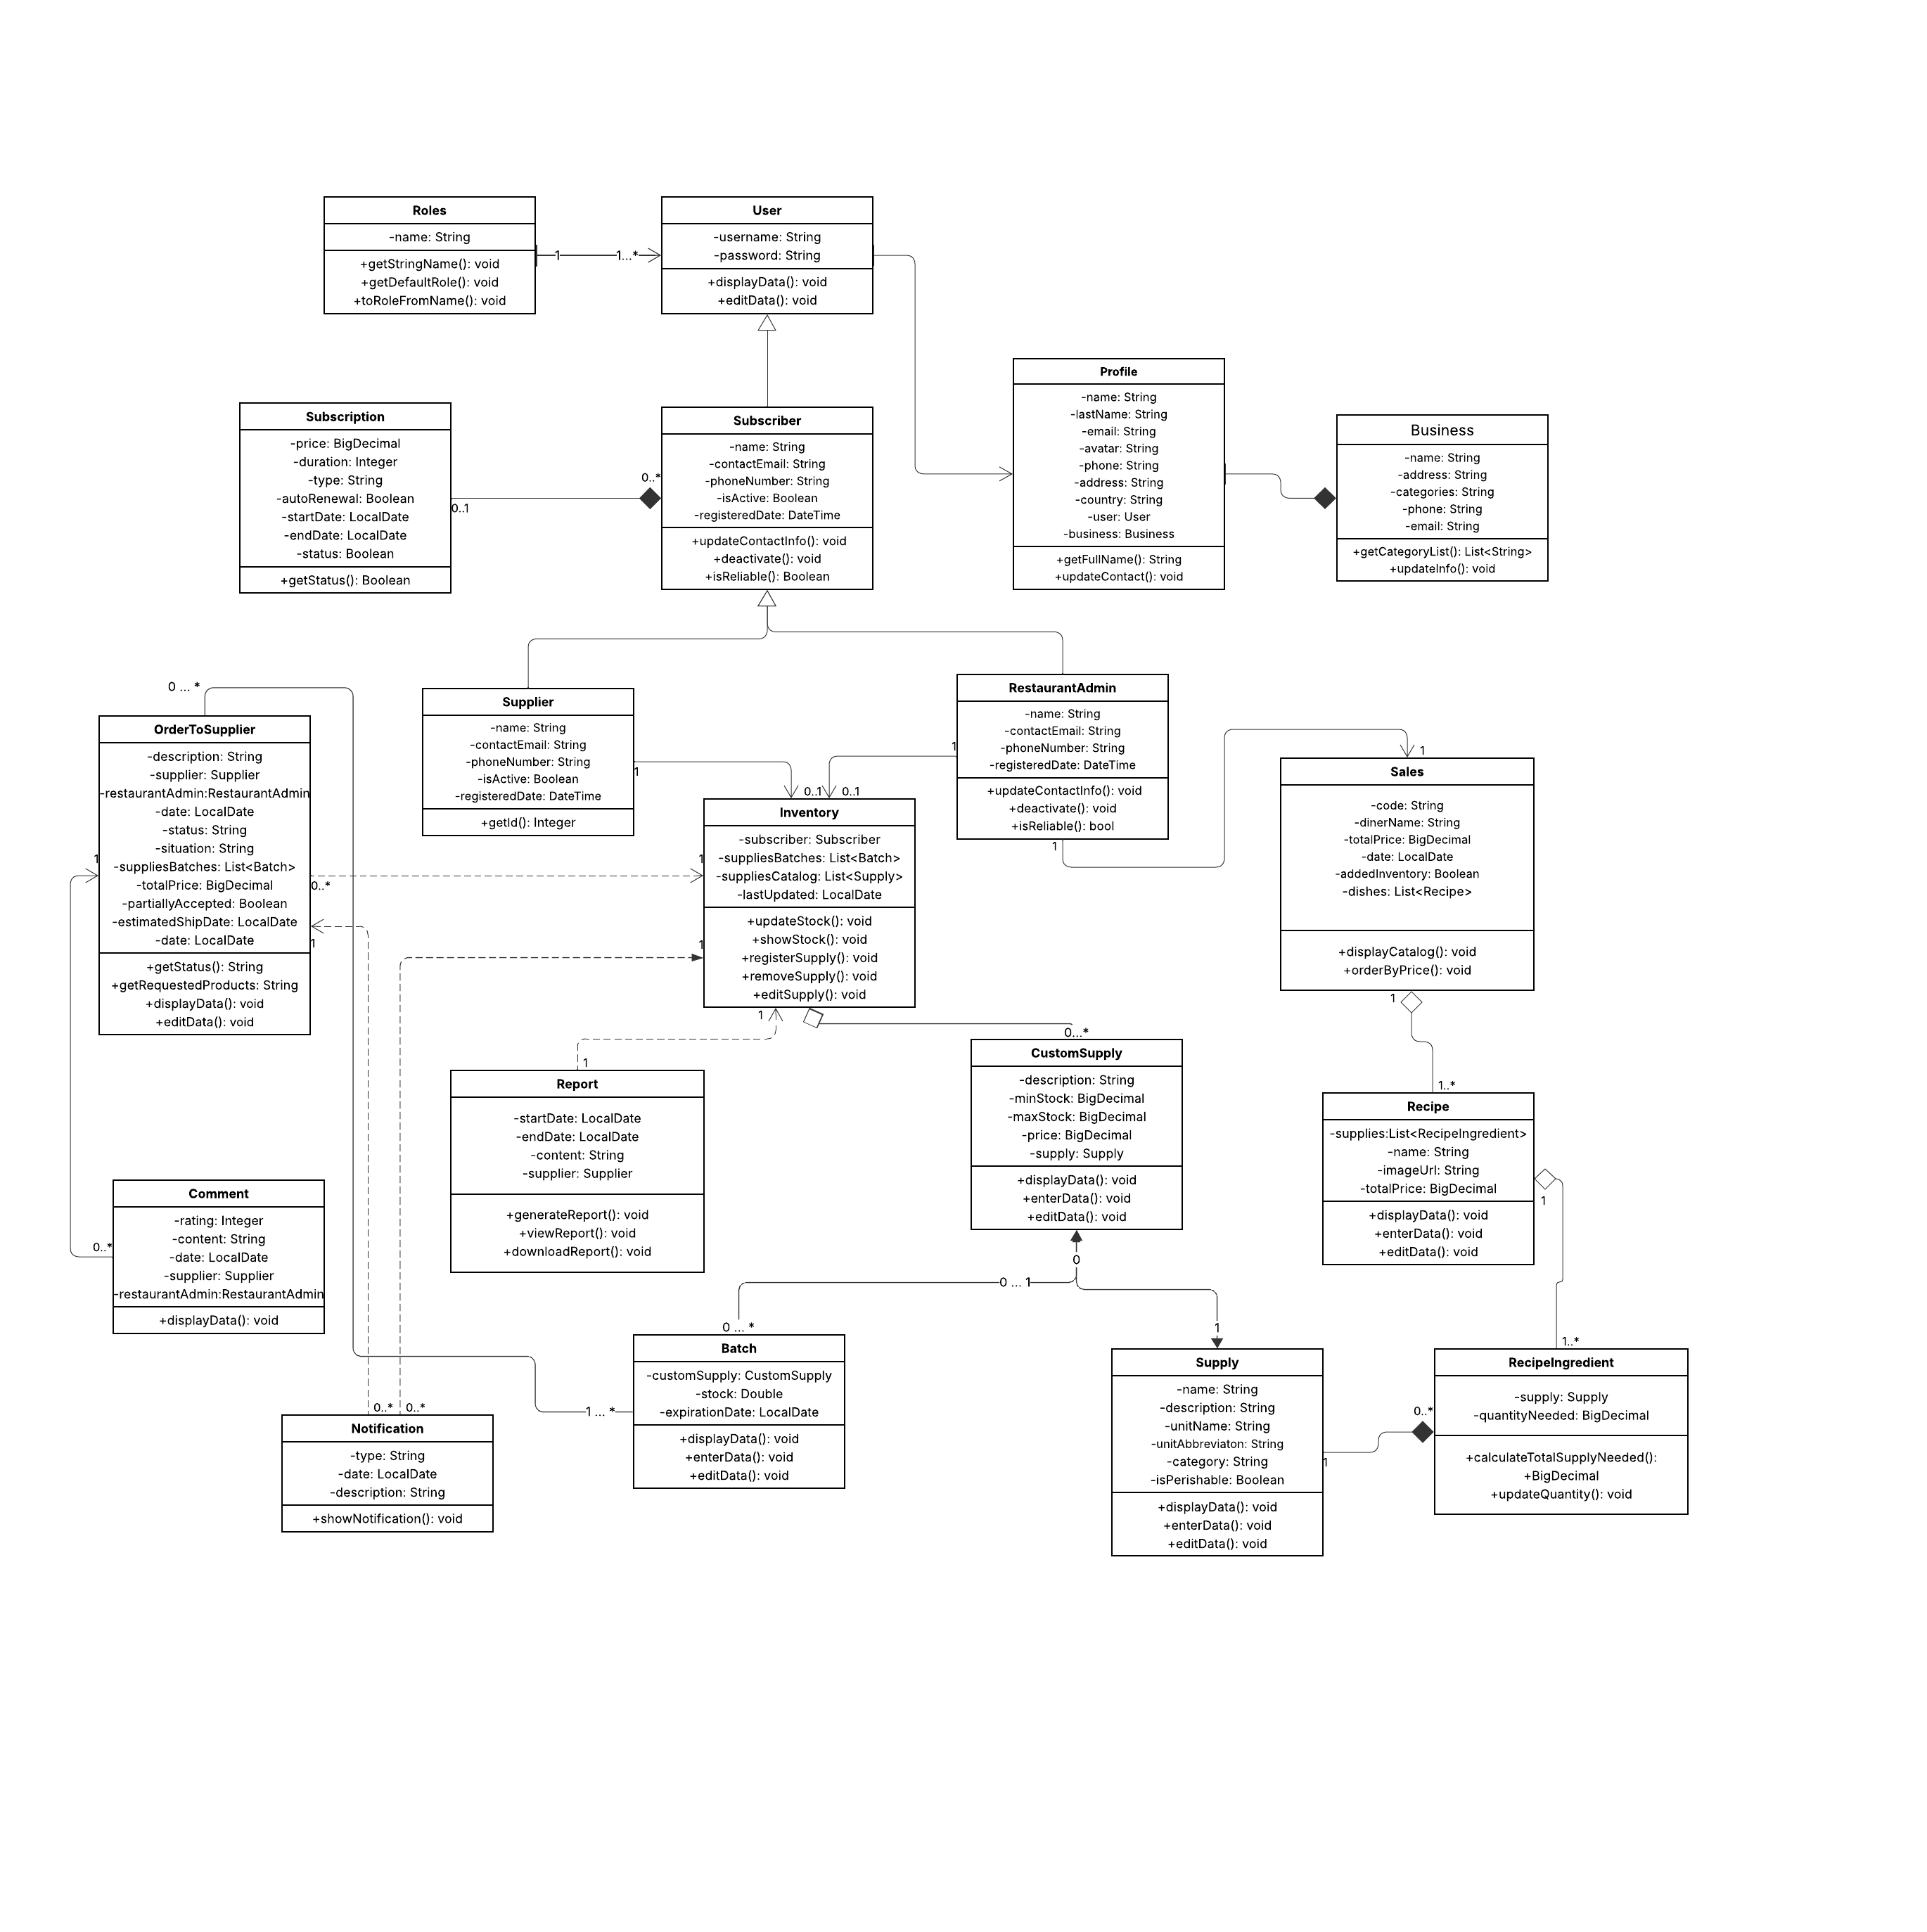 Roles
-name: String
+getStringName(): void
+getDefaultRole(): void
+toRoleFromName(): void
1
1...*
User
-username: String
-password: String
+displayData(): void
+editData(): void
Profile
-name: String
-lastName: String
-email: String
-avatar: String
-phone: String
-address: String
-country: String
-user: User
-business: Business
+getFullName(): String
+updateContact(): void
Business
-name: String
-address: String
-categories: String
-phone: String
-email: String
+getCategoryList(): List<String>
+updateInfo(): void
Subscription
-price: BigDecimal
-duration: Integer
-type: String
-autoRenewal: Boolean
-startDate: LocalDate
-endDate: LocalDate
-status: Boolean
+getStatus(): Boolean
0..1
0..*
Subscriber
-name: String
-contactEmail: String
-phoneNumber: String
-isActive: Boolean
-registeredDate: DateTime
+updateContactInfo(): void
+deactivate(): void
+isReliable(): Boolean
Supplier
-name: String
-contactEmail: String
-phoneNumber: String
-isActive: Boolean
-registeredDate: DateTime
+getId(): Integer
1
RestaurantAdmin
-name: String
-contactEmail: String
-phoneNumber: String
-registeredDate: DateTime
+updateContactInfo(): void
+deactivate(): void
+isReliable(): bool
1
1
0 ... *
OrderToSupplier
-description: String
-supplier: Supplier
-restaurantAdmin:RestaurantAdmin
-date: LocalDate
-status: String
-situation: String
-suppliesBatches: List<Batch>
-totalPrice: BigDecimal
-partiallyAccepted: Boolean
-estimatedShipDate: LocalDate
-date: LocalDate
+getStatus(): String
+getRequestedProducts: String
+displayData(): void
+editData(): void
1
0..*
1
0..1
0..1
Inventory
-subscriber: Subscriber
-suppliesBatches: List<Batch>
-suppliesCatalog: List<Supply>
-lastUpdated: LocalDate
+updateStock(): void
+showStock(): void
+registerSupply(): void
+removeSupply(): void
+editSupply(): void
1
1
1
1
Sales
-code: String
-dinerName: String
-totalPrice: BigDecimal
-date: LocalDate
-addedInventory: Boolean
-dishes: List<Recipe>
+displayCatalog(): void
+orderByPrice(): void
1
1
Report
-startDate: LocalDate
-endDate: LocalDate
-content: String
-supplier: Supplier
+generateReport(): void
+viewReport(): void
+downloadReport(): void
0...*
CustomSupply
-description: String
-minStock: BigDecimal
-maxStock: BigDecimal
-price: BigDecimal
-supply: Supply
+displayData(): void
+enterData(): void
+editData(): void
0
0 ... 1
1..*
Recipe
-supplies:List<RecipeIngredient>
-name: String
-imageUrl: String
-totalPrice: BigDecimal
+displayData(): void
+enterData(): void
+editData(): void
1
Comment
-rating: Integer
-content: String
-date: LocalDate
-supplier: Supplier
-restaurantAdmin:RestaurantAdmin
+displayData(): void
0..*
0..*
0..*
Notification
-type: String
-date: LocalDate
-description: String
+showNotification(): void
0 ... *
Batch
-customSupply: CustomSupply
-stock: Double
-expirationDate: LocalDate
+displayData(): void
+enterData(): void
+editData(): void
1 ... *
1
Supply
-name: String
-description: String
-unitName: String
-unitAbbreviaton: String
-category: String
-isPerishable: Boolean
+displayData(): void
+enterData(): void
+editData(): void
1
0..*
1..*
RecipeIngredient
-supply: Supply
-quantityNeeded: BigDecimal
+calculateTotalSupplyNeeded():
+BigDecimal
+updateQuantity(): void